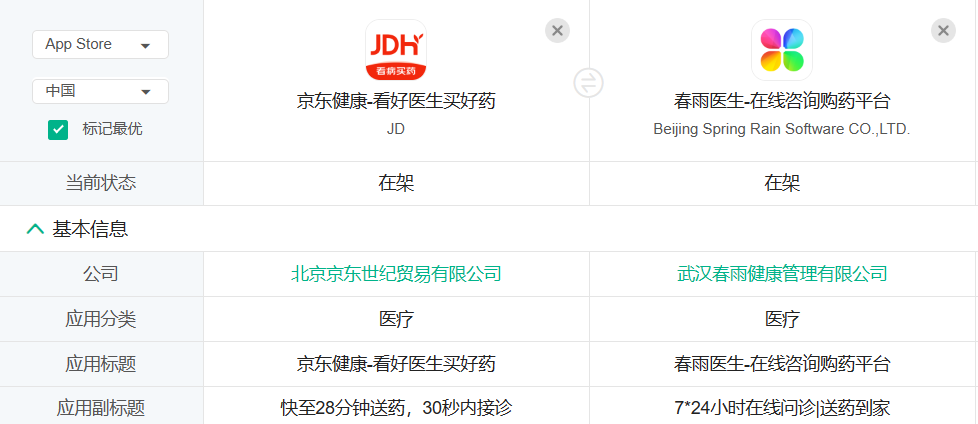 App Store
中国
标记最优
JDH
看病买药
京东健康-看好医生买好药
JD
春雨医生-在线咨询购药平台
Beijing Spring Rain Software CO.,LTD.
当前状态 在架 在架
基本信息
公司 北京京东世纪贸易有限公司 武汉春雨健康管理有限公司
应用分类 医疗 医疗
应用标题 京东健康-看好医生买好药 春雨医生-在线咨询购药平台
应用副标题 快至28分钟送药，30秒内接诊 7*24小时在线问诊|送药到家